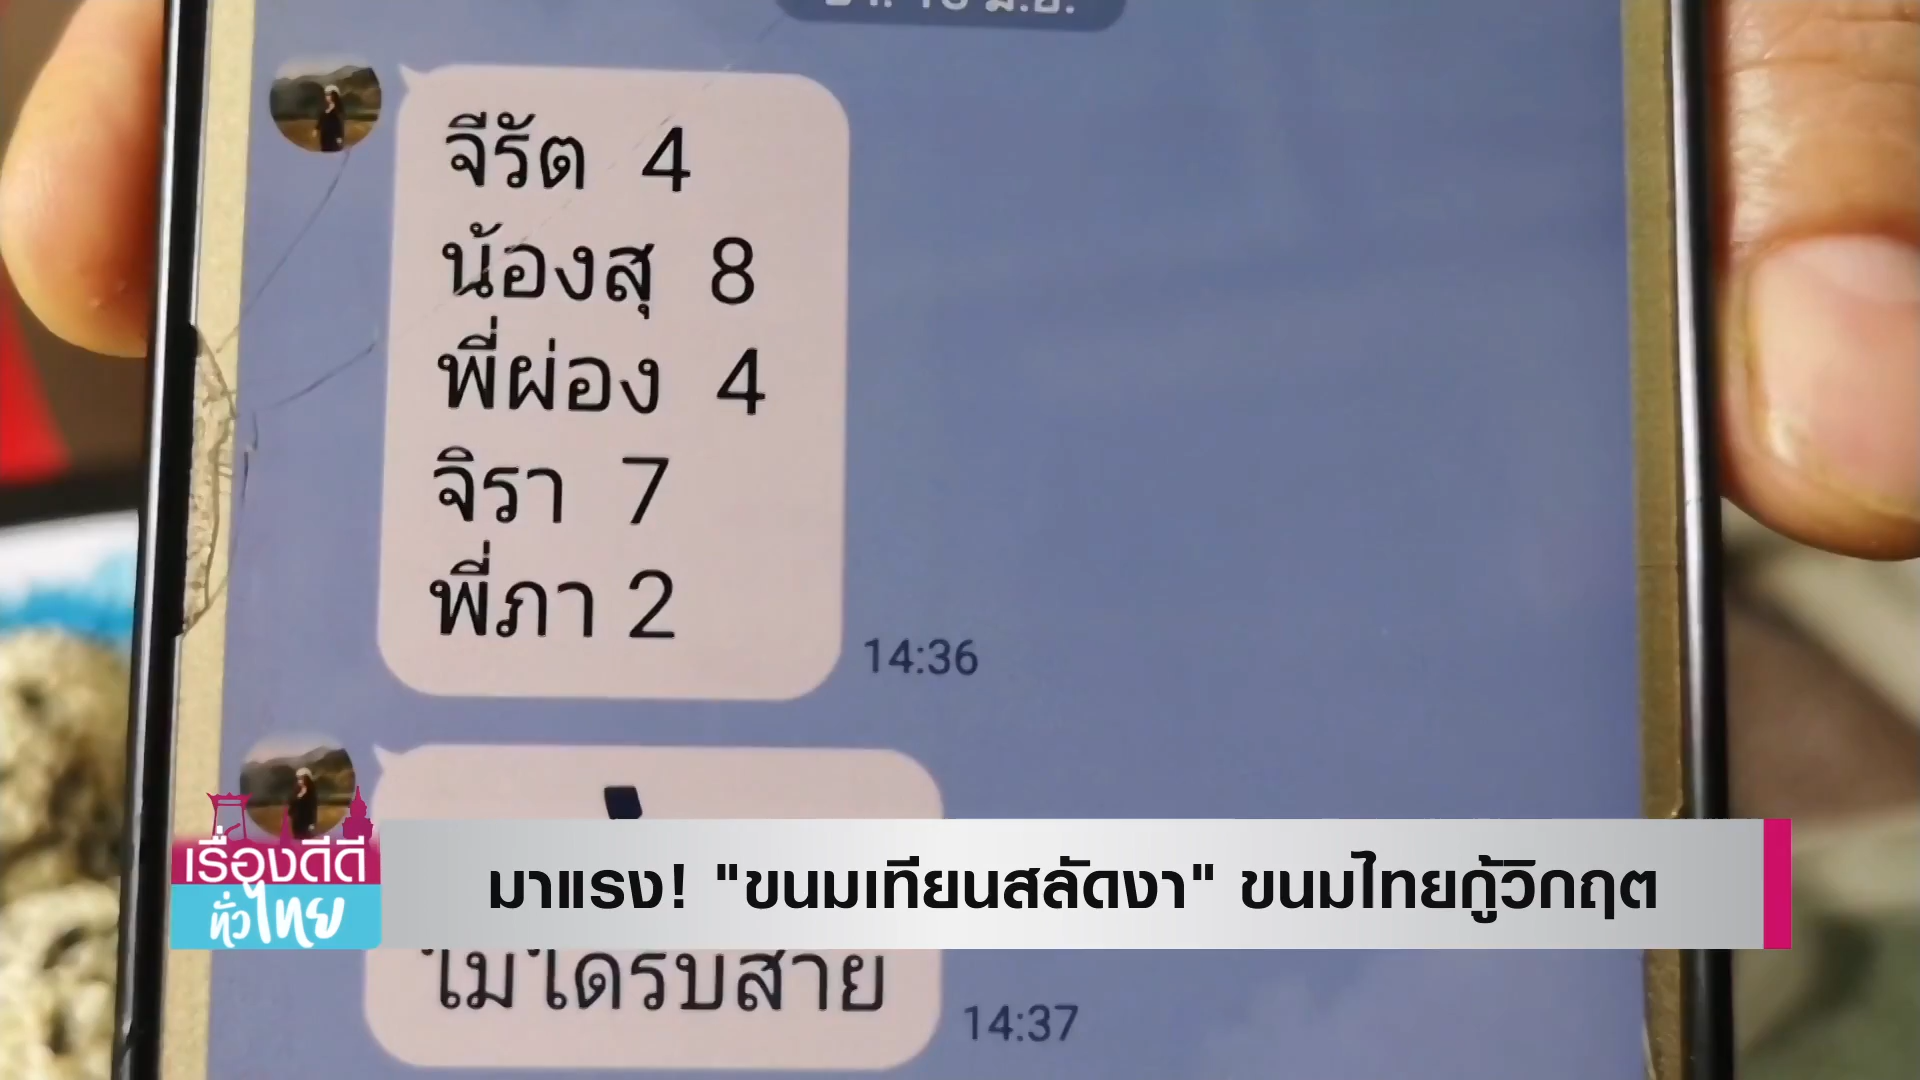 จีรัต 4
น้องสุ 8
พี่ผ่อง 4
จิรา 7
พี่ภา 2
14:36
เรื่องดีดี
ทั่วไทย
มาแรง! "ขนมเทียนสลัดงา" ขนมไทยกู้วิกฤต
ไม่ได้รับสาย
14:37